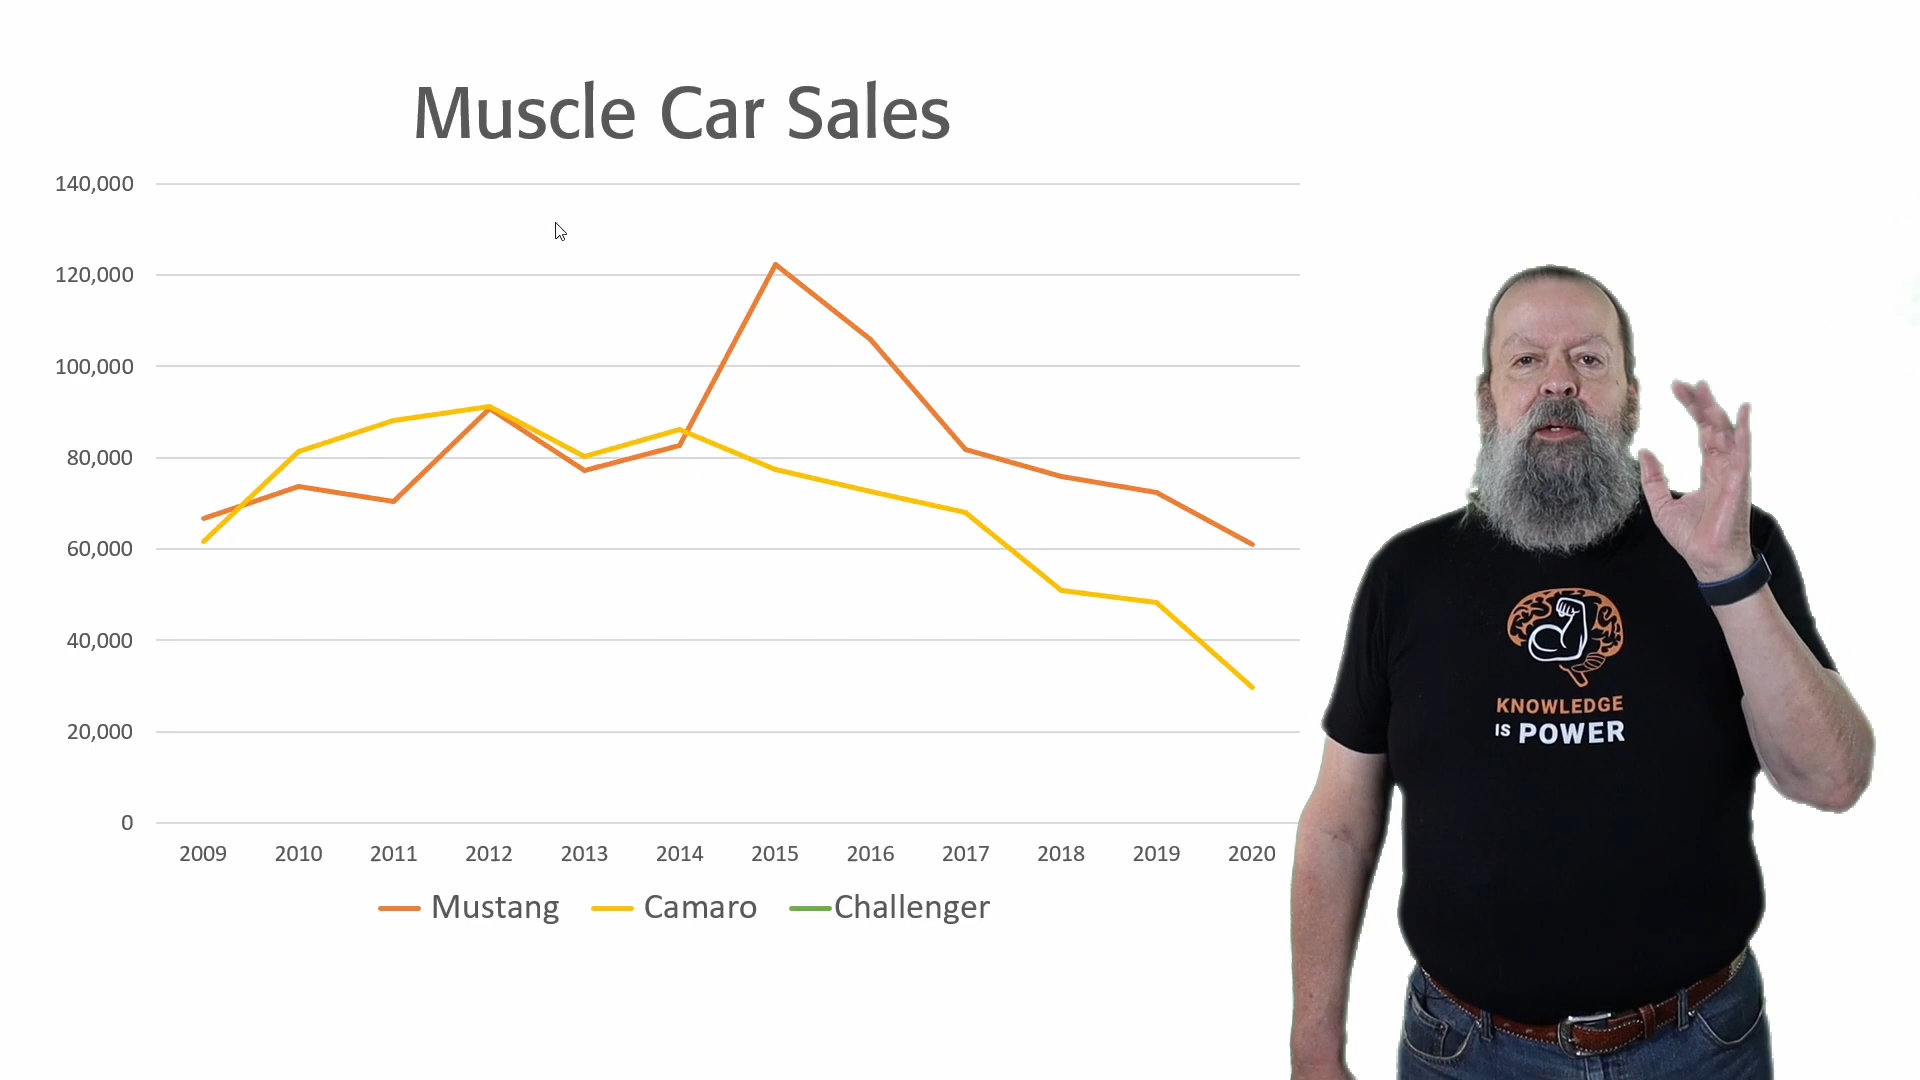 Muscle Car Sales
140,000
120,000
100,000
80,000
60,000
40,000
20,000
0
2009 2010 2011 2012 2013 2014 2015 2016 2017 2018 2019 2020
Mustang Camaro Challenger
KNOWLEDGE
IS POWER